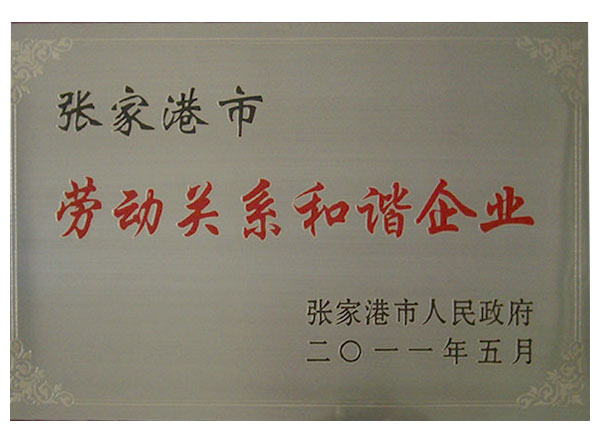 张家港市
劳动关系和谐企业
张家港市人民政府
二〇一一年五月